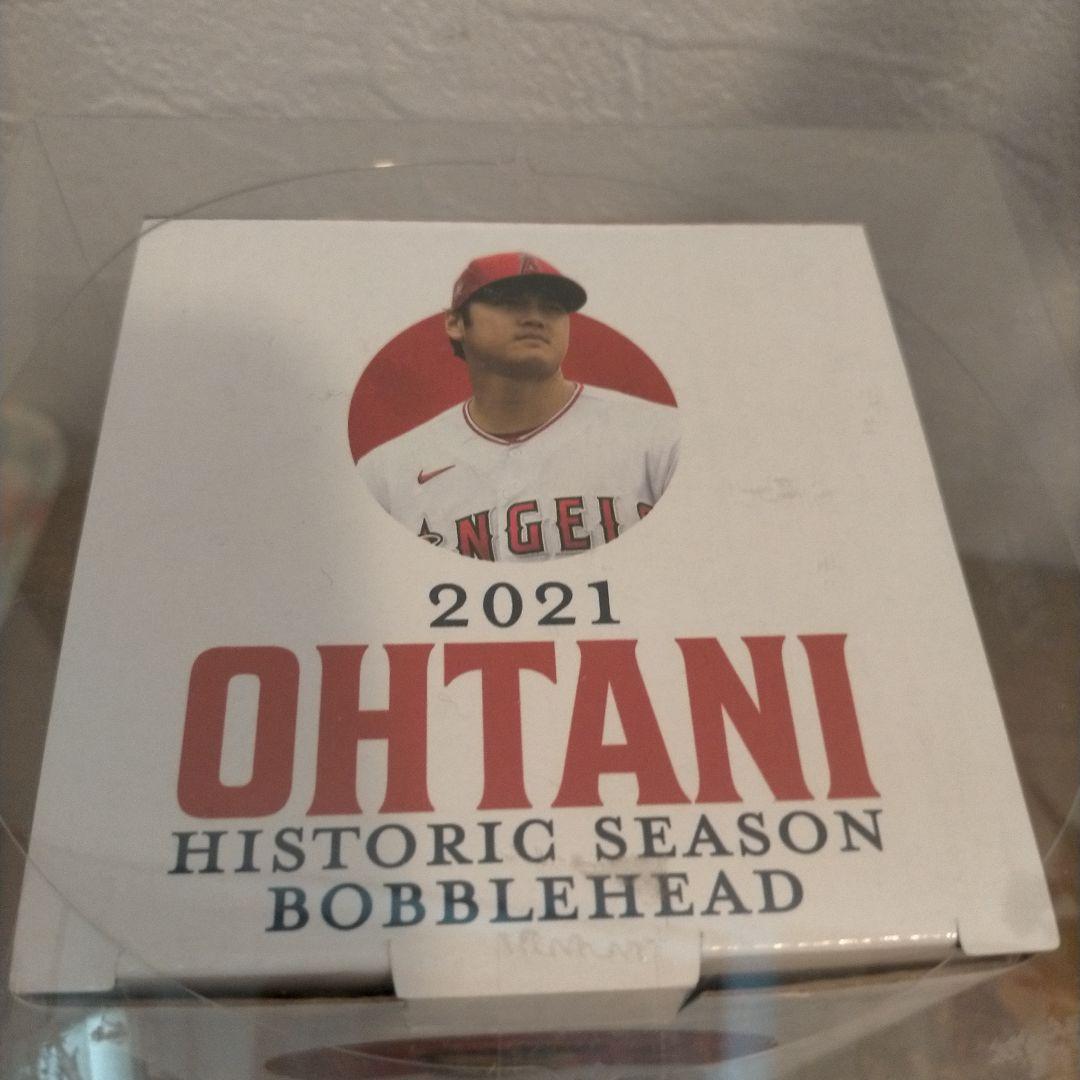 A
ANGELS
2021
OHTANI
HISTORIC SEASON
BOBBLEHEAD